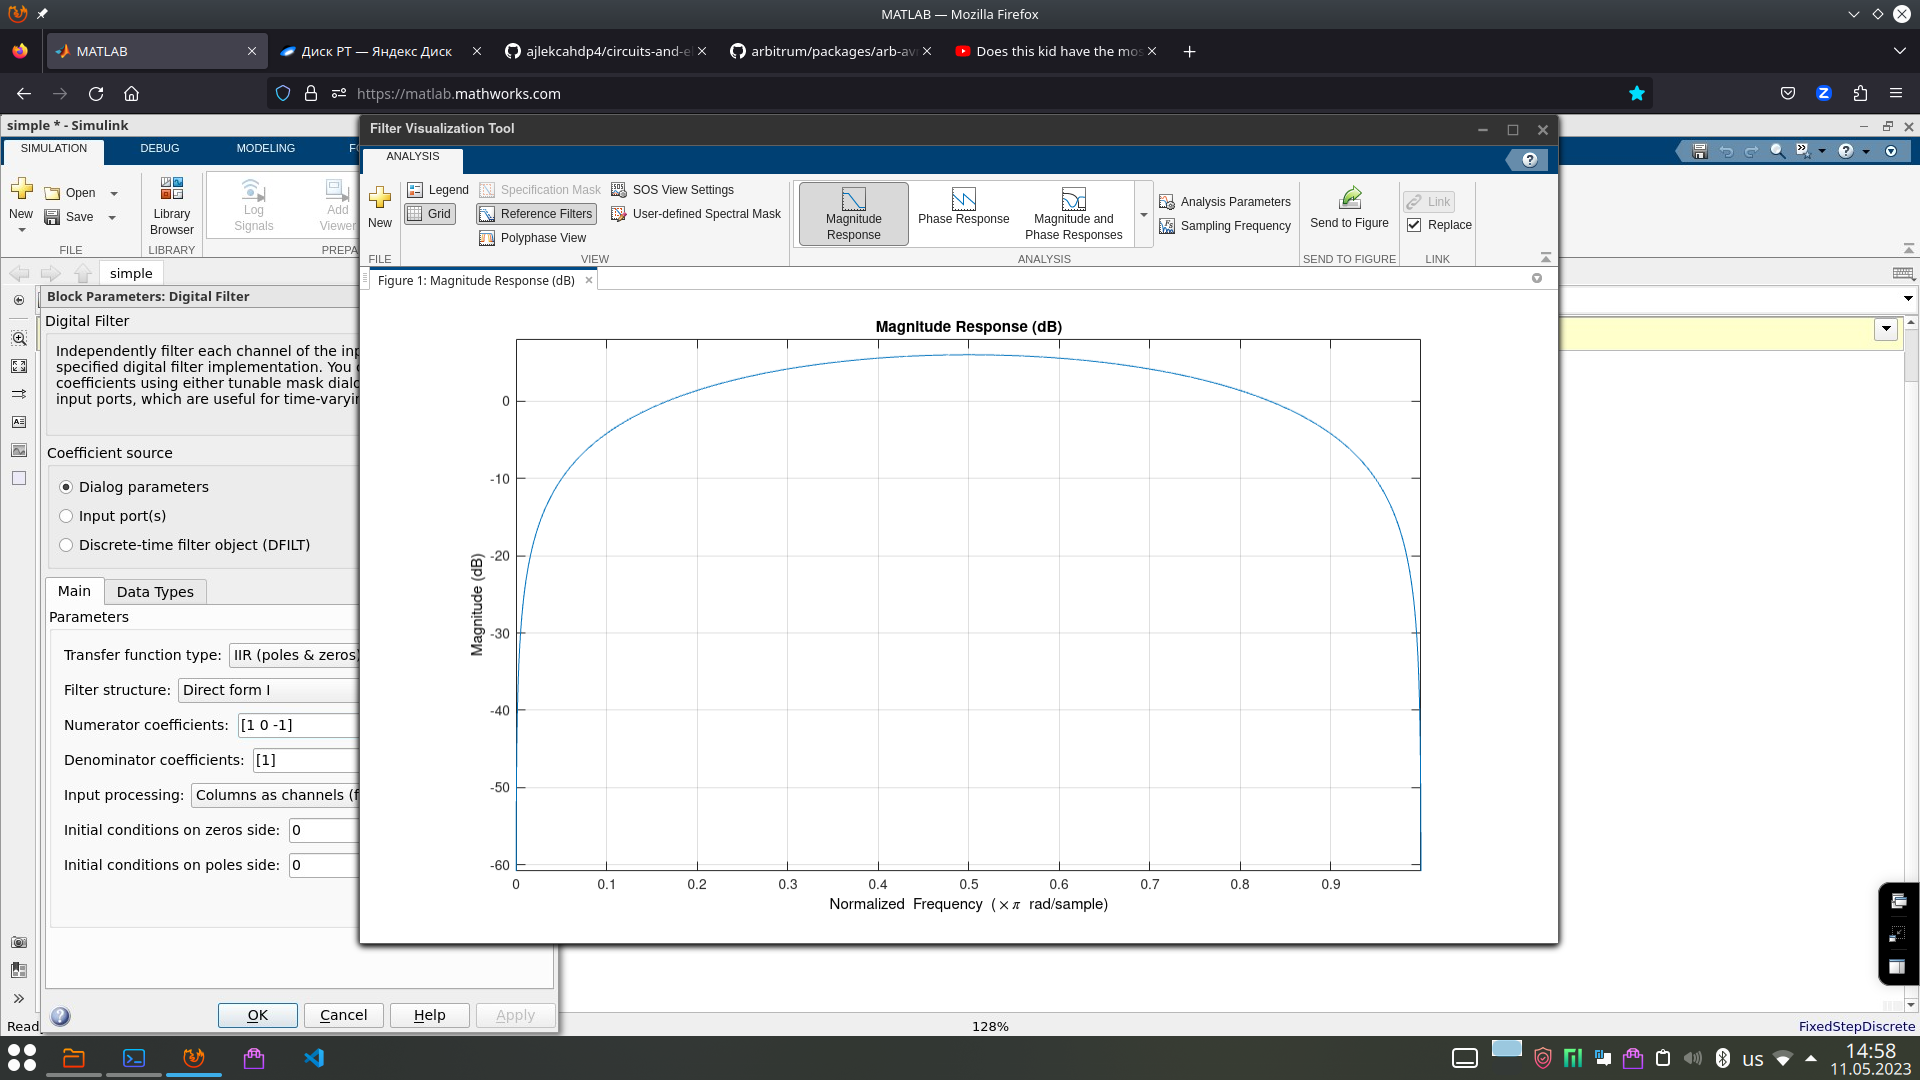 MATLAB — Mozilla Firefox
MATLAB
Диск РТ — Яндекс Диск
ajlekcahdp4/circuits-and-el
arbitrum/packages/arb-av
Does this kid have the mos
https://matlab.mathworks.com
simple * - Simulink
SIMULATION
DEBUG
MODELING
FO
New
Open
Save
FILE
Library
Browser
LIBRARY
Log
Signals
Add
Viewer
PREPA
simple
Block Parameters: Digital Filter
Digital Filter
Independently filter each channel of the inp
specified digital filter implementation. You c
coefficients using either tunable mask dialo
input ports, which are useful for time-varyin
Coefficient source
Dialog parameters
Input port(s)
Discrete-time filter object (DFILT)
Main
Data Types
Parameters
Transfer function type: IIR (poles & zeros)
Filter structure: Direct form I
Numerator coefficients: [1 0 -1]
Denominator coefficients: [1]
Input processing: Columns as channels (f
Initial conditions on zeros side: 0
Initial conditions on poles side: 0
OK
Cancel
Help
Apply
Filter Visualization Tool
ANALYSIS
New
FILE
Legend
Grid
Specification Mask
Reference Filters
Polyphase View
SOS View Settings
User-defined Spectral Mask
VIEW
Magnitude
Response
Phase Response
Magnitude and
Phase Responses
Analysis Parameters
Sampling Frequency
ANALYSIS
Send to Figure
SEND TO FIGURE
Link
Replace
LINK
Figure 1: Magnitude Response (dB)
Magnitude Response (dB)
Magnitude (dB)
0
-10
-20
-30
-40
-50
-60
0 0.1 0.2 0.3 0.4 0.5 0.6 0.7 0.8 0.9
Normalized Frequency (×π rad/sample)
Read
128%
FixedStepDiscrete
us
14:58
11.05.2023